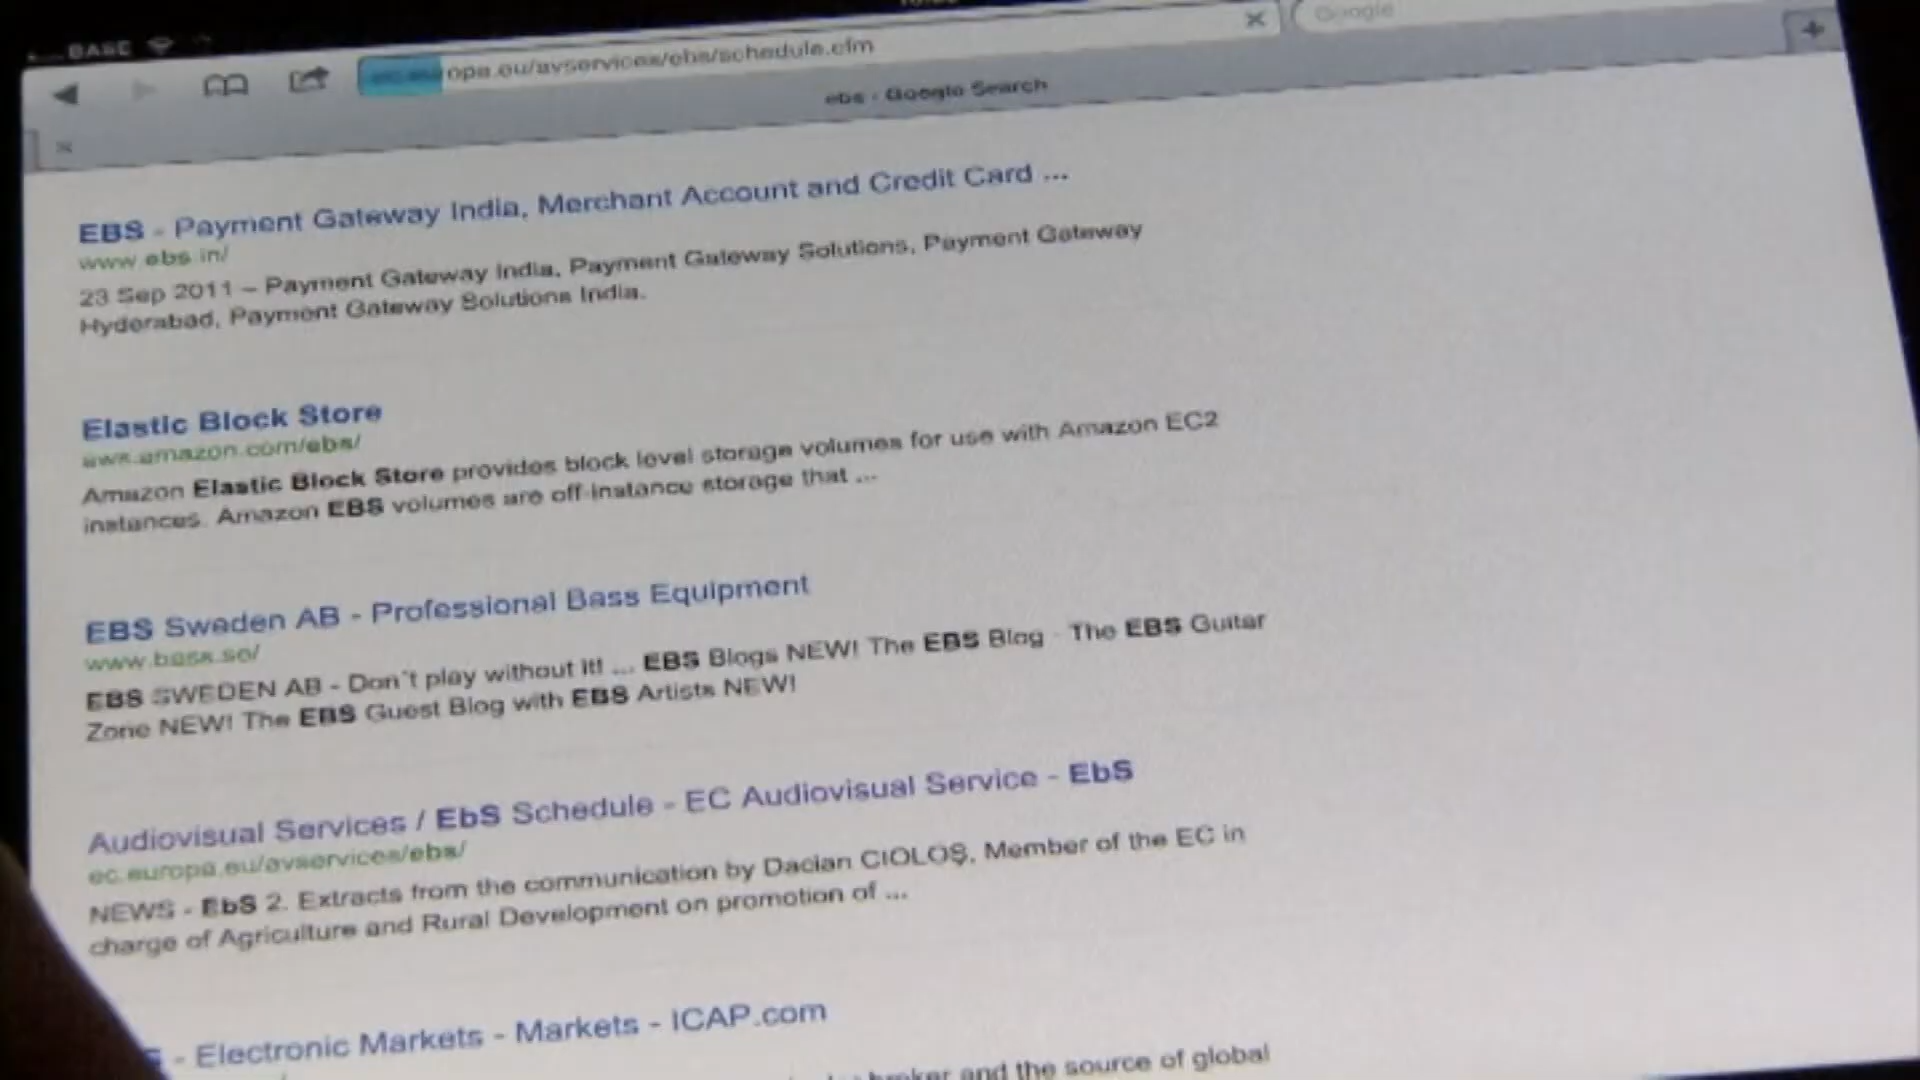 BASE
opa.eu/avservices/ebs/schedule.cfm
Google
ebs - Google Search
EBS - Payment Gateway India, Merchant Account and Credit Card ...
www.ebs.in/
23 Sep 2011 – Payment Gateway India, Payment Gateway Solutions, Payment Gateway
Hyderabad, Payment Gateway Solutions India.
Elastic Block Store
aws.amazon.com/ebs/
Amazon Elastic Block Store provides block level storage volumes for use with Amazon EC2
instances. Amazon EBS volumes are off-instance storage that ...
EBS Sweden AB - Professional Bass Equipment
www.bass.se/
EBS SWEDEN AB - Don´t play without it! ... EBS Blogs NEW! The EBS Blog · The EBS Guitar
Zone NEW! The EBS Guest Blog with EBS Artists NEW!
Audiovisual Services / EbS Schedule - EC Audiovisual Service - EbS
ec.europa.eu/avservices/ebs/
NEWS - EbS 2. Extracts from the communication by Dacian CIOLOŞ, Member of the EC in
charge of Agriculture and Rural Development on promotion of ...
- Electronic Markets - Markets - ICAP.com
broker and the source of global